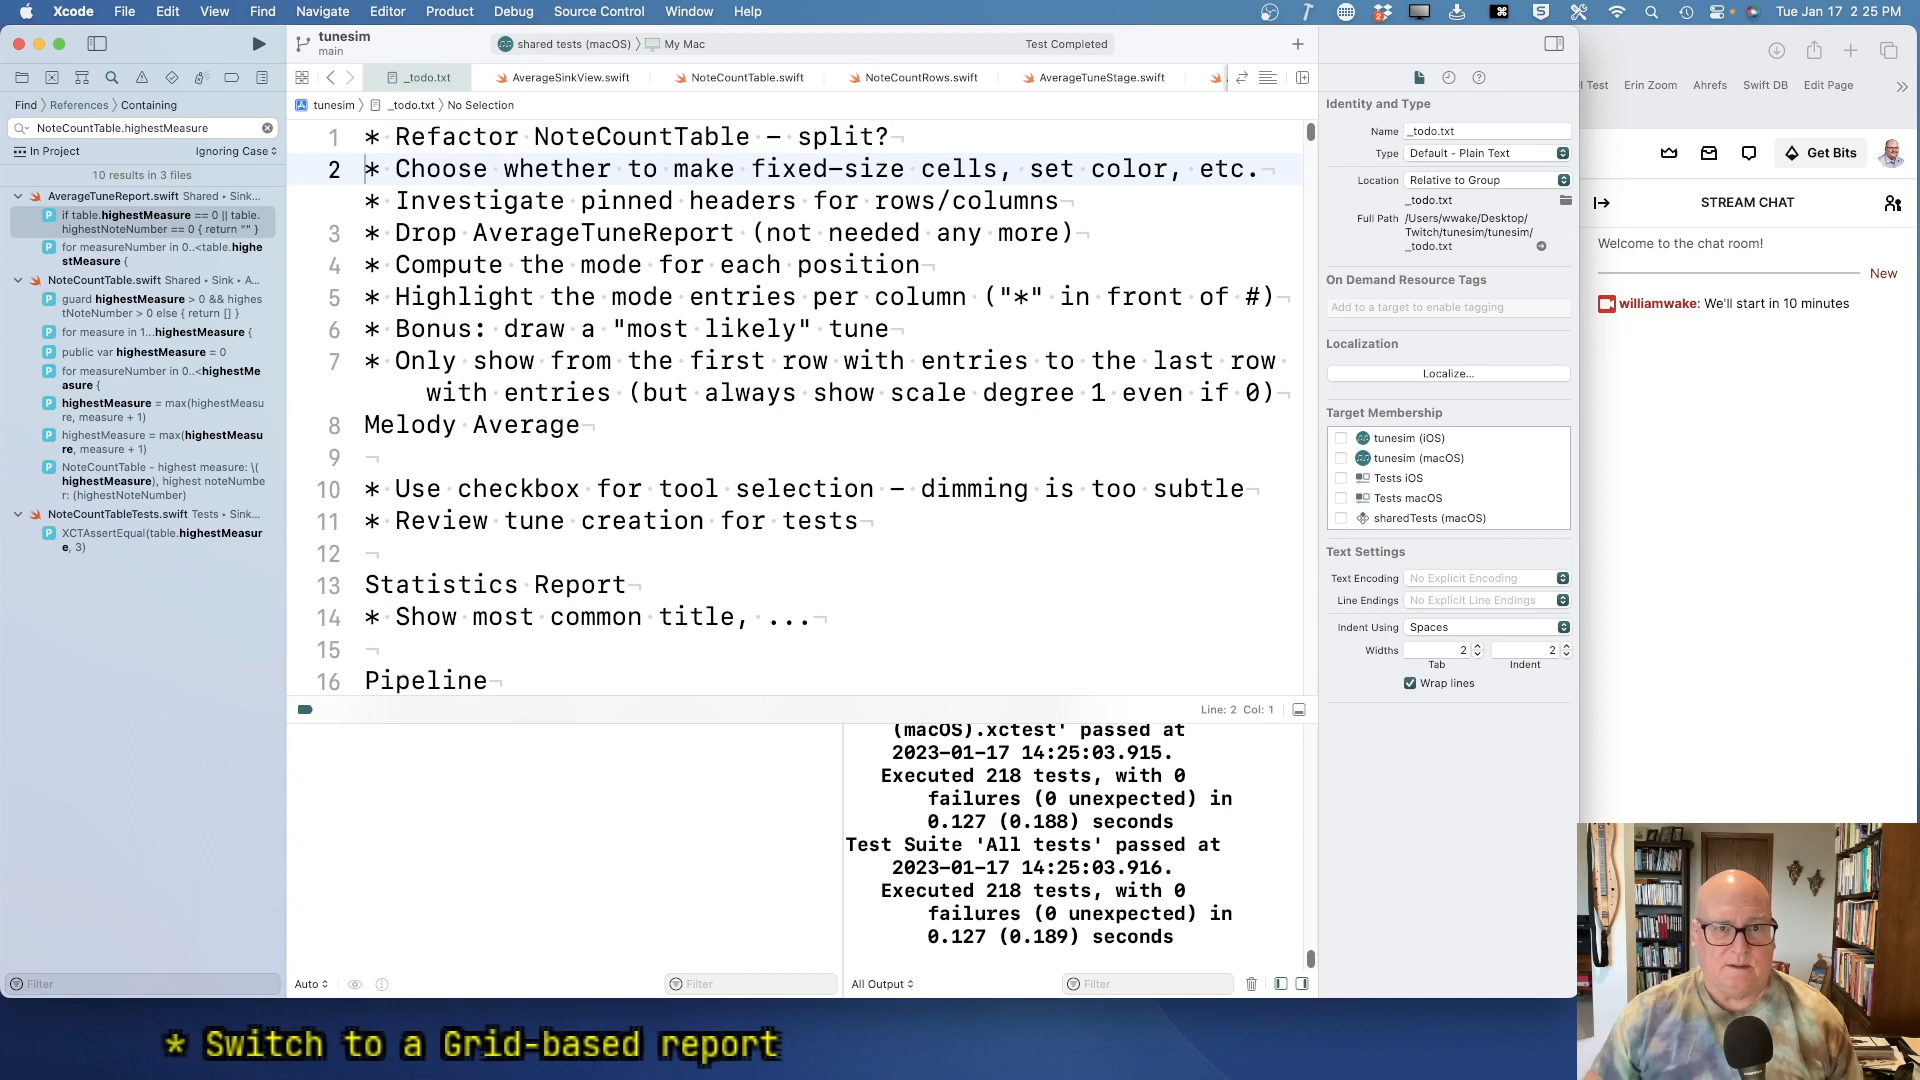 Xcode File Edit View Find Navigate Editor Product Debug Source Control Window Help
Tue Jan 17 2:25 PM
tunesim
main
shared tests (macOS) My Mac
Test Completed
_todo.txt AverageSinkView.swift NoteCountTable.swift NoteCountRows.swift AverageTuneStage.swift
tunesim _todo.txt No Selection
Find References Containing
NoteCountTable.highestMeasure
In Project Ignoring Case
10 results in 3 files
AverageTuneReport.swift Shared • Sink...
if table.highestMeasure == 0 || table.
highestNoteNumber == 0 { return "" }
for measureNumber in 0..<table.highe
stMeasure {
NoteCountTable.swift Shared • Sink • A...
guard highestMeasure > 0 && highes
tNoteNumber > 0 else { return [] }
for measure in 1...highestMeasure {
public var highestMeasure = 0
for measureNumber in 0..<highestMe
asure {
highestMeasure = max(highestMeasu
re, measure + 1)
highestMeasure = max(highestMeasu
re, measure + 1)
NoteCountTable - highest measure: \(
highestMeasure), highest noteNumbe
r: (highestNoteNumber)
NoteCountTableTests.swift Tests • Sink...
XCTAssertEqual(table.highestMeasur
e, 3)
Filter
1 * Refactor NoteCountTable - split?
2 * Choose whether to make fixed-size cells, set color, etc.
* Investigate pinned headers for rows/columns
3 * Drop AverageTuneReport (not needed any more)
4 * Compute the mode for each position
5 * Highlight the mode entries per column ("*" in front of #)
6 * Bonus: draw a "most likely" tune
7 * Only show from the first row with entries to the last row
with entries (but always show scale degree 1 even if 0)
8 Melody Average
9
10 * Use checkbox for tool selection - dimming is too subtle
11 * Review tune creation for tests
12
13 Statistics Report
14 * Show most common title, ...
15
16 Pipeline
Line: 2 Col: 1
(macOS).xctest' passed at
2023-01-17 14:25:03.915.
Executed 218 tests, with 0
failures (0 unexpected) in
0.127 (0.188) seconds
Test Suite 'All tests' passed at
2023-01-17 14:25:03.916.
Executed 218 tests, with 0
failures (0 unexpected) in
0.127 (0.189) seconds
Auto Filter All Output Filter
Identity and Type
Name _todo.txt
Type Default - Plain Text
Location Relative to Group
_todo.txt
Full Path /Users/wwake/Desktop/
Twitch/tunesim/tunesim/
_todo.txt
On Demand Resource Tags
Add to a target to enable tagging
Localization
Localize...
Target Membership
tunesim (iOS)
tunesim (macOS)
Tests iOS
Tests macOS
sharedTests (macOS)
Text Settings
Text Encoding No Explicit Encoding
Line Endings No Explicit Line Endings
Indent Using Spaces
Widths 2 2
Tab Indent
Wrap lines
Test Erin Zoom Ahrefs Swift DB Edit Page
Get Bits
STREAM CHAT
Welcome to the chat room!
New
williamwake: We'll start in 10 minutes
* Switch to a Grid-based report